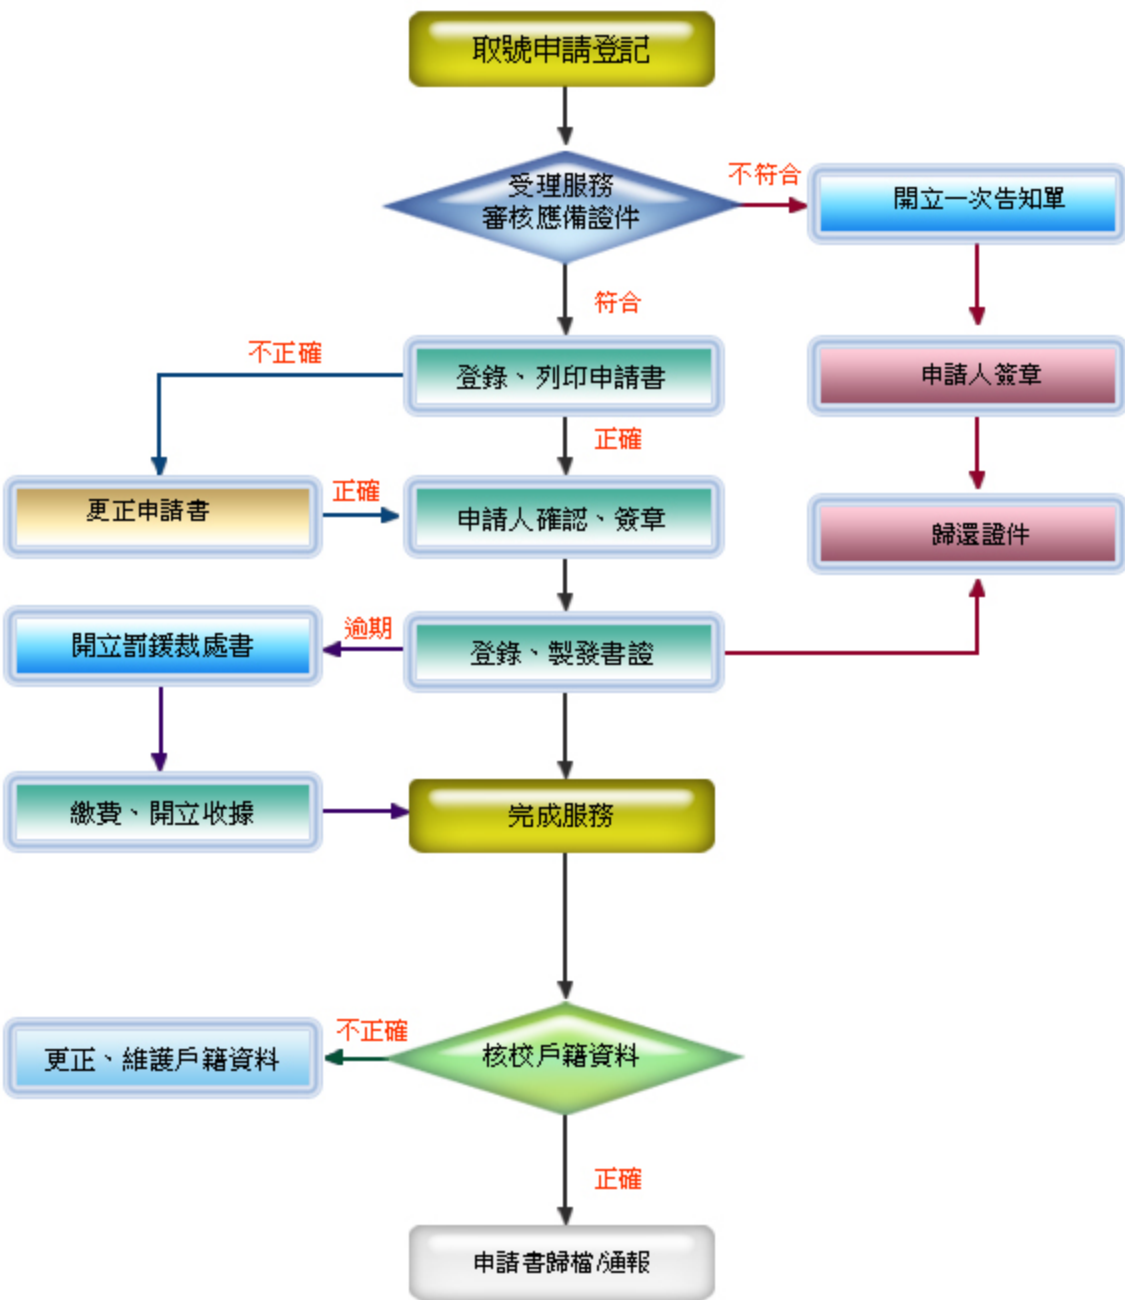 取號申請登記
受理服務
審核應備證件
不符合
開立一次告知單
符合
不正確
登錄、列印申請書
申請人簽章
正確
更正申請書
正確
申請人確認、簽章
歸還證件
開立罰鍰裁處書
逾期
登錄、製發書證
繳費、開立收據
完成服務
更正、維護戶籍資料
不正確
核校戶籍資料
正確
申請書歸檔/通報